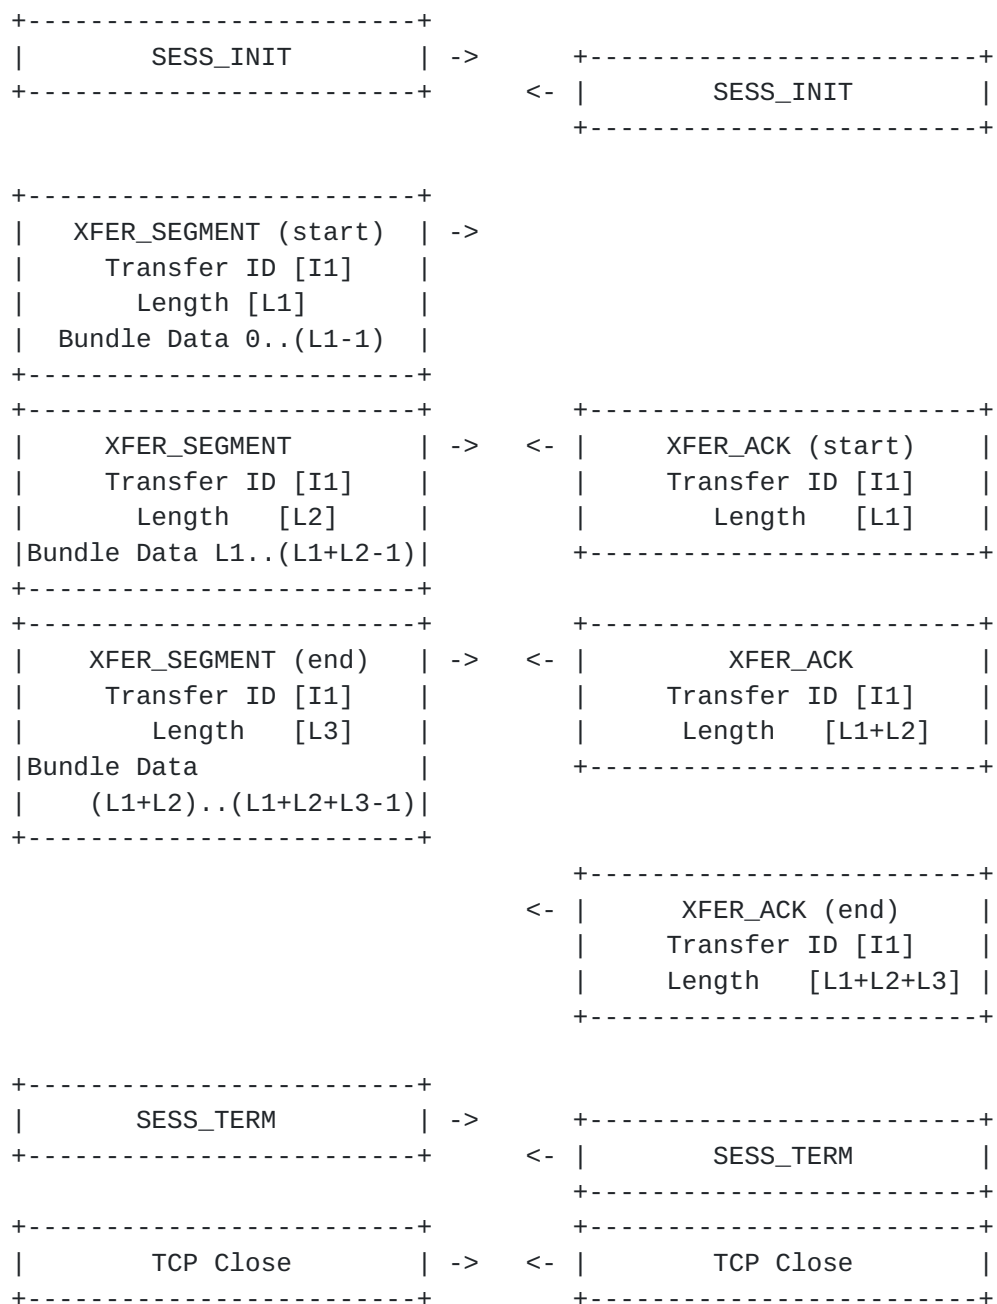 +-------------------------+
|        SESS_INIT        | ->      +-------------------------+
+-------------------------+      <- |        SESS_INIT        |
                                    +-------------------------+

+-------------------------+
|   XFER_SEGMENT (start)  | ->
|     Transfer ID [I1]    |
|       Length [L1]       |
|  Bundle Data 0..(L1-1)  |
+-------------------------+
+-------------------------+         +-------------------------+
|     XFER_SEGMENT        | ->   <- |     XFER_ACK (start)    |
|     Transfer ID [I1]    |         |     Transfer ID [I1]    |
|       Length   [L2]     |         |        Length   [L1]    |
|Bundle Data L1..(L1+L2-1)|         +-------------------------+
+-------------------------+
+-------------------------+         +-------------------------+
|    XFER_SEGMENT (end)   | ->   <- |         XFER_ACK        |
|     Transfer ID [I1]    |         |     Transfer ID [I1]    |
|        Length   [L3]    |         |      Length   [L1+L2]   |
|Bundle Data              |         +-------------------------+
|    (L1+L2)..(L1+L2+L3-1)|
+-------------------------+
                                    +-------------------------+
                                 <- |      XFER_ACK (end)     |
                                    |     Transfer ID [I1]    |
                                    |     Length   [L1+L2+L3] |
                                    +-------------------------+

+-------------------------+
|       SESS_TERM         | ->      +-------------------------+
+-------------------------+      <- |        SESS_TERM        |
                                    +-------------------------+
+-------------------------+         +-------------------------+
|        TCP Close        | ->   <- |        TCP Close        |
+-------------------------+         +-------------------------+